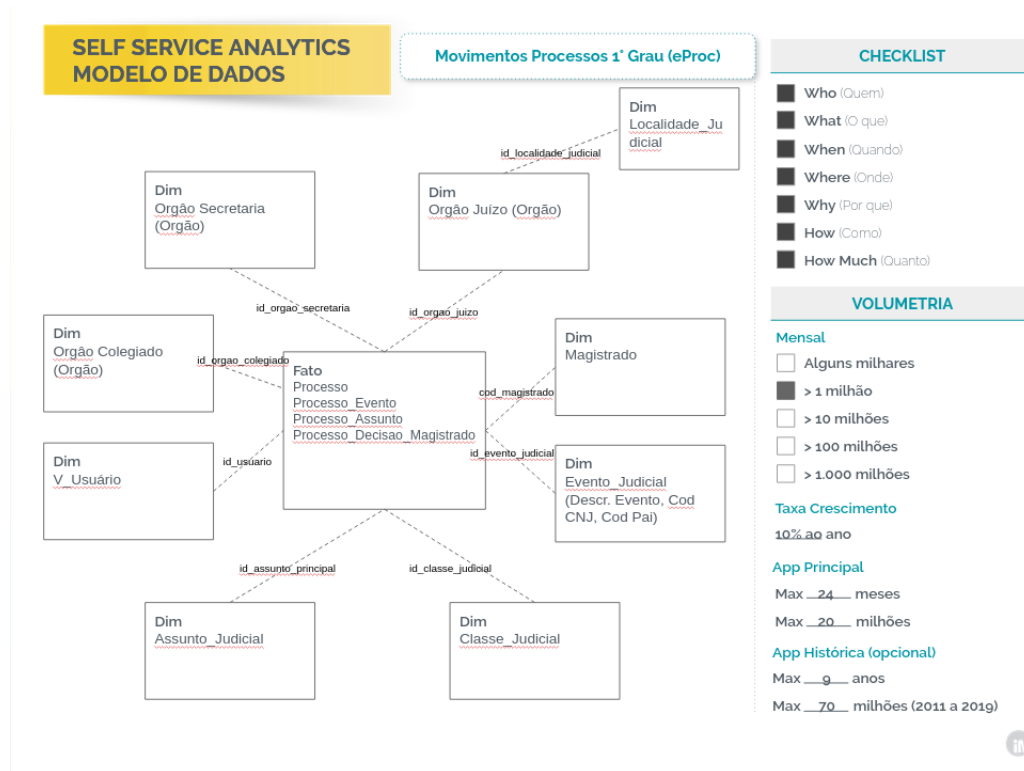 SELF SERVICE ANALYTICS
MODELO DE DADOS
Movimentos Processos 1° Grau (eProc)
Dim
Localidade_Ju
dicial
id_localidade_judicial
Dim
Orgâo Secretaria
(Orgão)
Dim
Orgâo Juízo (Orgão)
id_orgao_secretaria
id_orgao_juizo
Dim
Orgâo Colegiado
(Orgão)
id_orgao_colegiado
Fato
Processo
Processo_Evento
Processo_Assunto
Processo_Decisao_Magistrado
Dim
Magistrado
cod_magistrado
Dim
V_Usuário
id_usuario
id_evento_judicial
Dim
Evento_Judicial
(Descr. Evento, Cod
CNJ, Cod Pai)
id_assunto_principal
id_classe_judicial
Dim
Assunto_Judicial
Dim
Classe_Judicial
CHECKLIST
Who (Quem)
What (O que)
When (Quando)
Where (Onde)
Why (Por que)
How (Como)
How Much (Quanto)
VOLUMETRIA
Mensal
Alguns milhares
> 1 milhão
> 10 milhões
> 100 milhões
> 1.000 milhões
Taxa Crescimento
10% ao ano
App Principal
Max 24 meses
Max 20 milhões
App Histórica (opcional)
Max 9 anos
Max 70 milhões (2011 a 2019)